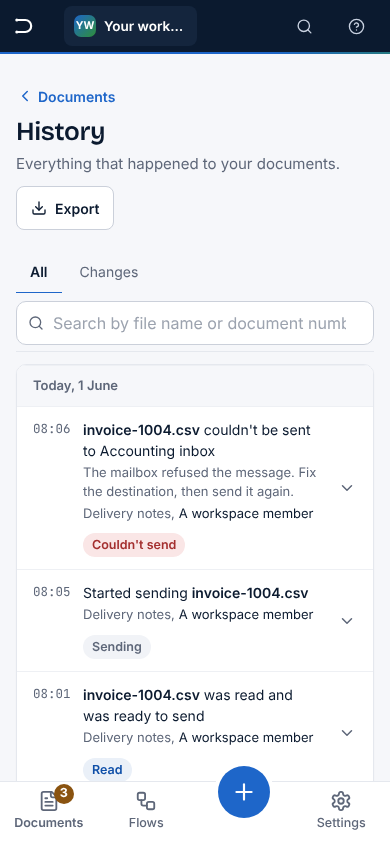 YW Your work...
Documents
History
Everything that happened to your documents.
Export
All Changes
Search by file name or document numb
Today, 1 June
08:06 invoice-1004.csv couldn't be sent
to Accounting inbox
The mailbox refused the message. Fix
the destination, then send it again.
Delivery notes, A workspace member
Couldn't send
08:05 Started sending invoice-1004.csv
Delivery notes, A workspace member
Sending
08:01 invoice-1004.csv was read and
was ready to send
Delivery notes, A workspace member
Read
3
Documents Flows Settings